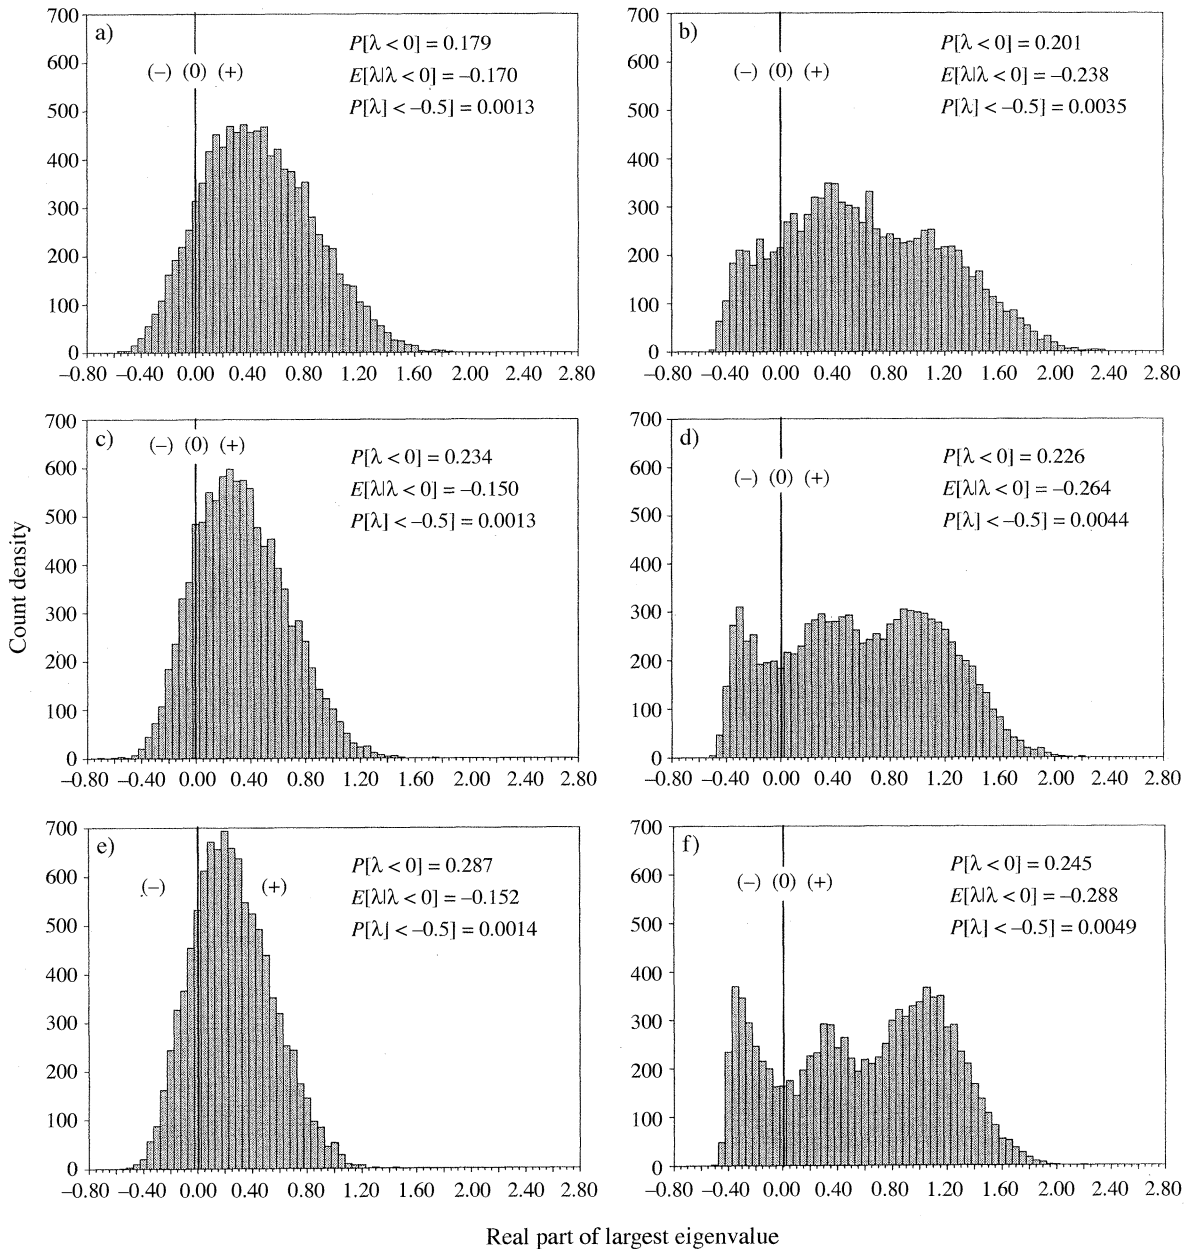 a)
P[λ < 0] = 0.179
(–) (0) (+)
E[λ|λ < 0] = –0.170
P[λ] < –0.5] = 0.0013
700
600
500
400
300
200
100
0
–0.80 –0.40 0.00 0.40 0.80 1.20 1.60 2.00 2.40 2.80
b)
P[λ < 0] = 0.201
(–) (0) (+)
E[λ|λ < 0] = –0.238
P[λ] < –0.5] = 0.0035
700
600
500
400
300
200
100
0
–0.80 –0.40 0.00 0.40 0.80 1.20 1.60 2.00 2.40 2.80
Count density
c)
(–) (0) (+)
P[λ < 0] = 0.234
E[λ|λ < 0] = –0.150
P[λ] < –0.5] = 0.0013
700
600
500
400
300
200
100
0
–0.80 –0.40 0.00 0.40 0.80 1.20 1.60 2.00 2.40 2.80
d)
P[λ < 0] = 0.226
(–) (0) (+)
E[λ|λ < 0] = –0.264
P[λ] < –0.5] = 0.0044
700
600
500
400
300
200
100
0
–0.80 –0.40 0.00 0.40 0.80 1.20 1.60 2.00 2.40 2.80
e)
P[λ < 0] = 0.287
(–) (+)
E[λ|λ < 0] = –0.152
P[λ] < –0.5] = 0.0014
700
600
500
400
300
200
100
0
–0.80 –0.40 0.00 0.40 0.80 1.20 1.60 2.00 2.40 2.80
f)
P[λ < 0] = 0.245
(–) (0) (+)
E[λ|λ < 0] = –0.288
P[λ] < –0.5] = 0.0049
700
600
500
400
300
200
100
0
–0.80 –0.40 0.00 0.40 0.80 1.20 1.60 2.00 2.40 2.80
Real part of largest eigenvalue